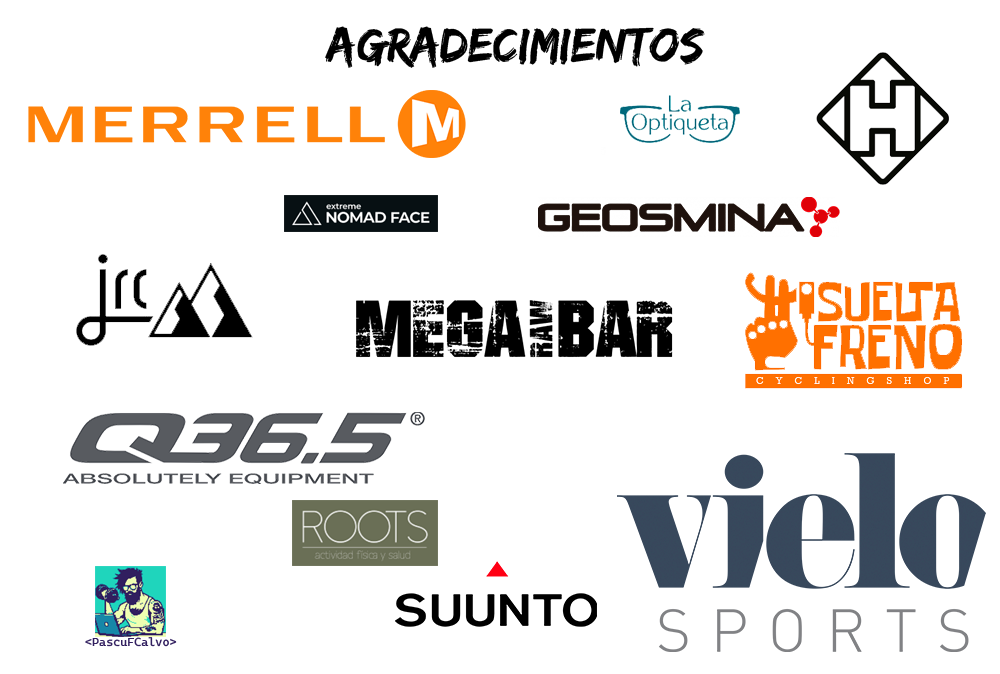 AGRADECIMIENTOS
MERRELL M
La
Optiqueta
H
extreme
NOMAD FACE
GEOSMINA
jrc
MEGA RAW BAR
SUELTA
FRENO
CYCLINGSHOP
Q36.5®
ABSOLUTELY EQUIPMENT
vielo
SPORTS
ROOTS
actividad física y salud
SUUNTO
<PascuFCalvo>